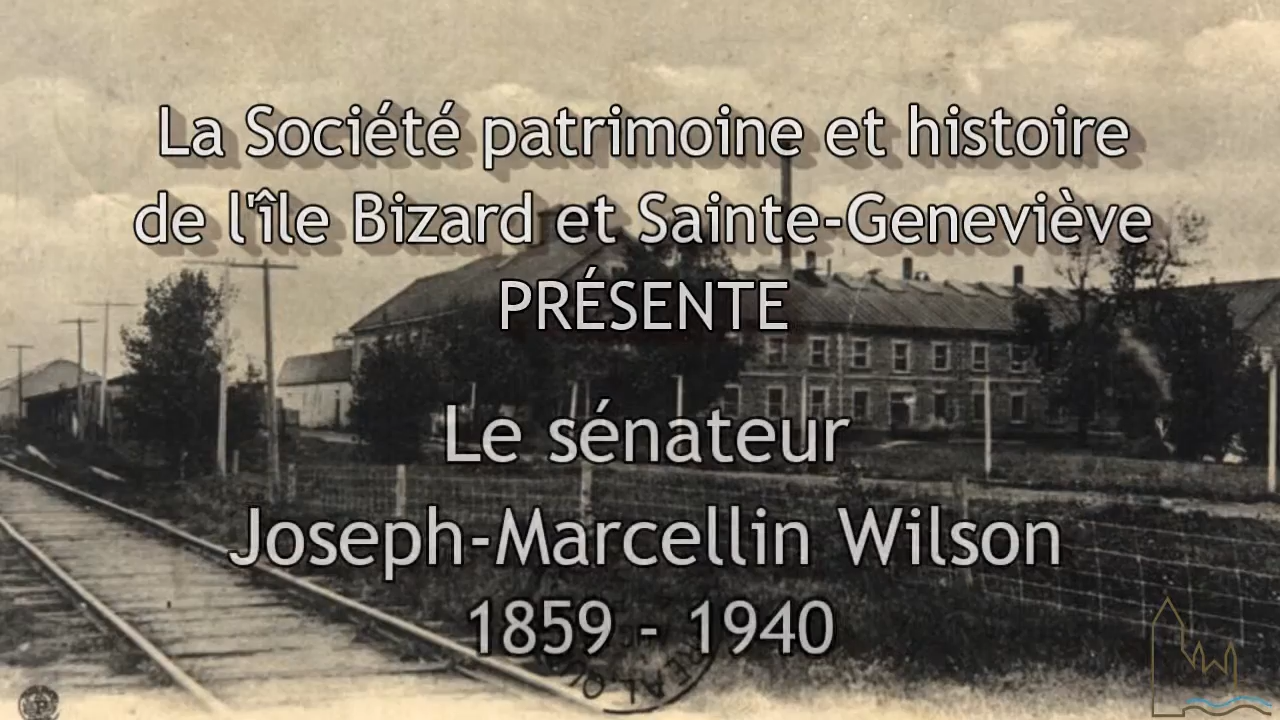 La Société patrimoine et histoire
de l'île Bizard et Sainte-Geneviève
PRÉSENTE
Le sénateur
Joseph-Marcellin Wilson
1859 - 1940